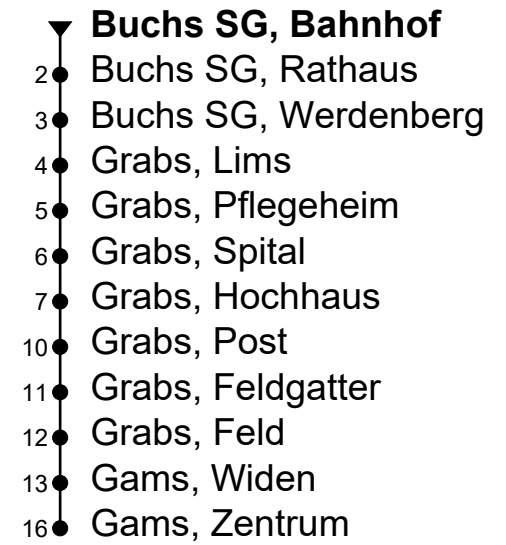 Buchs SG, Bahnhof
2 Buchs SG, Rathaus
3 Buchs SG, Werdenberg
4 Grabs, Lims
5 Grabs, Pflegeheim
6 Grabs, Spital
7 Grabs, Hochhaus
10 Grabs, Post
11 Grabs, Feldgatter
12 Grabs, Feld
13 Gams, Widen
16 Gams, Zentrum